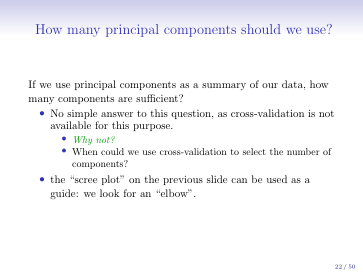 How many principal components should we use?
If we use principal components as a summary of our data, how
many components are sufficient?
• No simple answer to this question, as cross-validation is not
available for this purpose.
• Why not?
• When could we use cross-validation to select the number of
components?
• the “scree plot” on the previous slide can be used as a
guide: we look for an “elbow”.
22 / 50